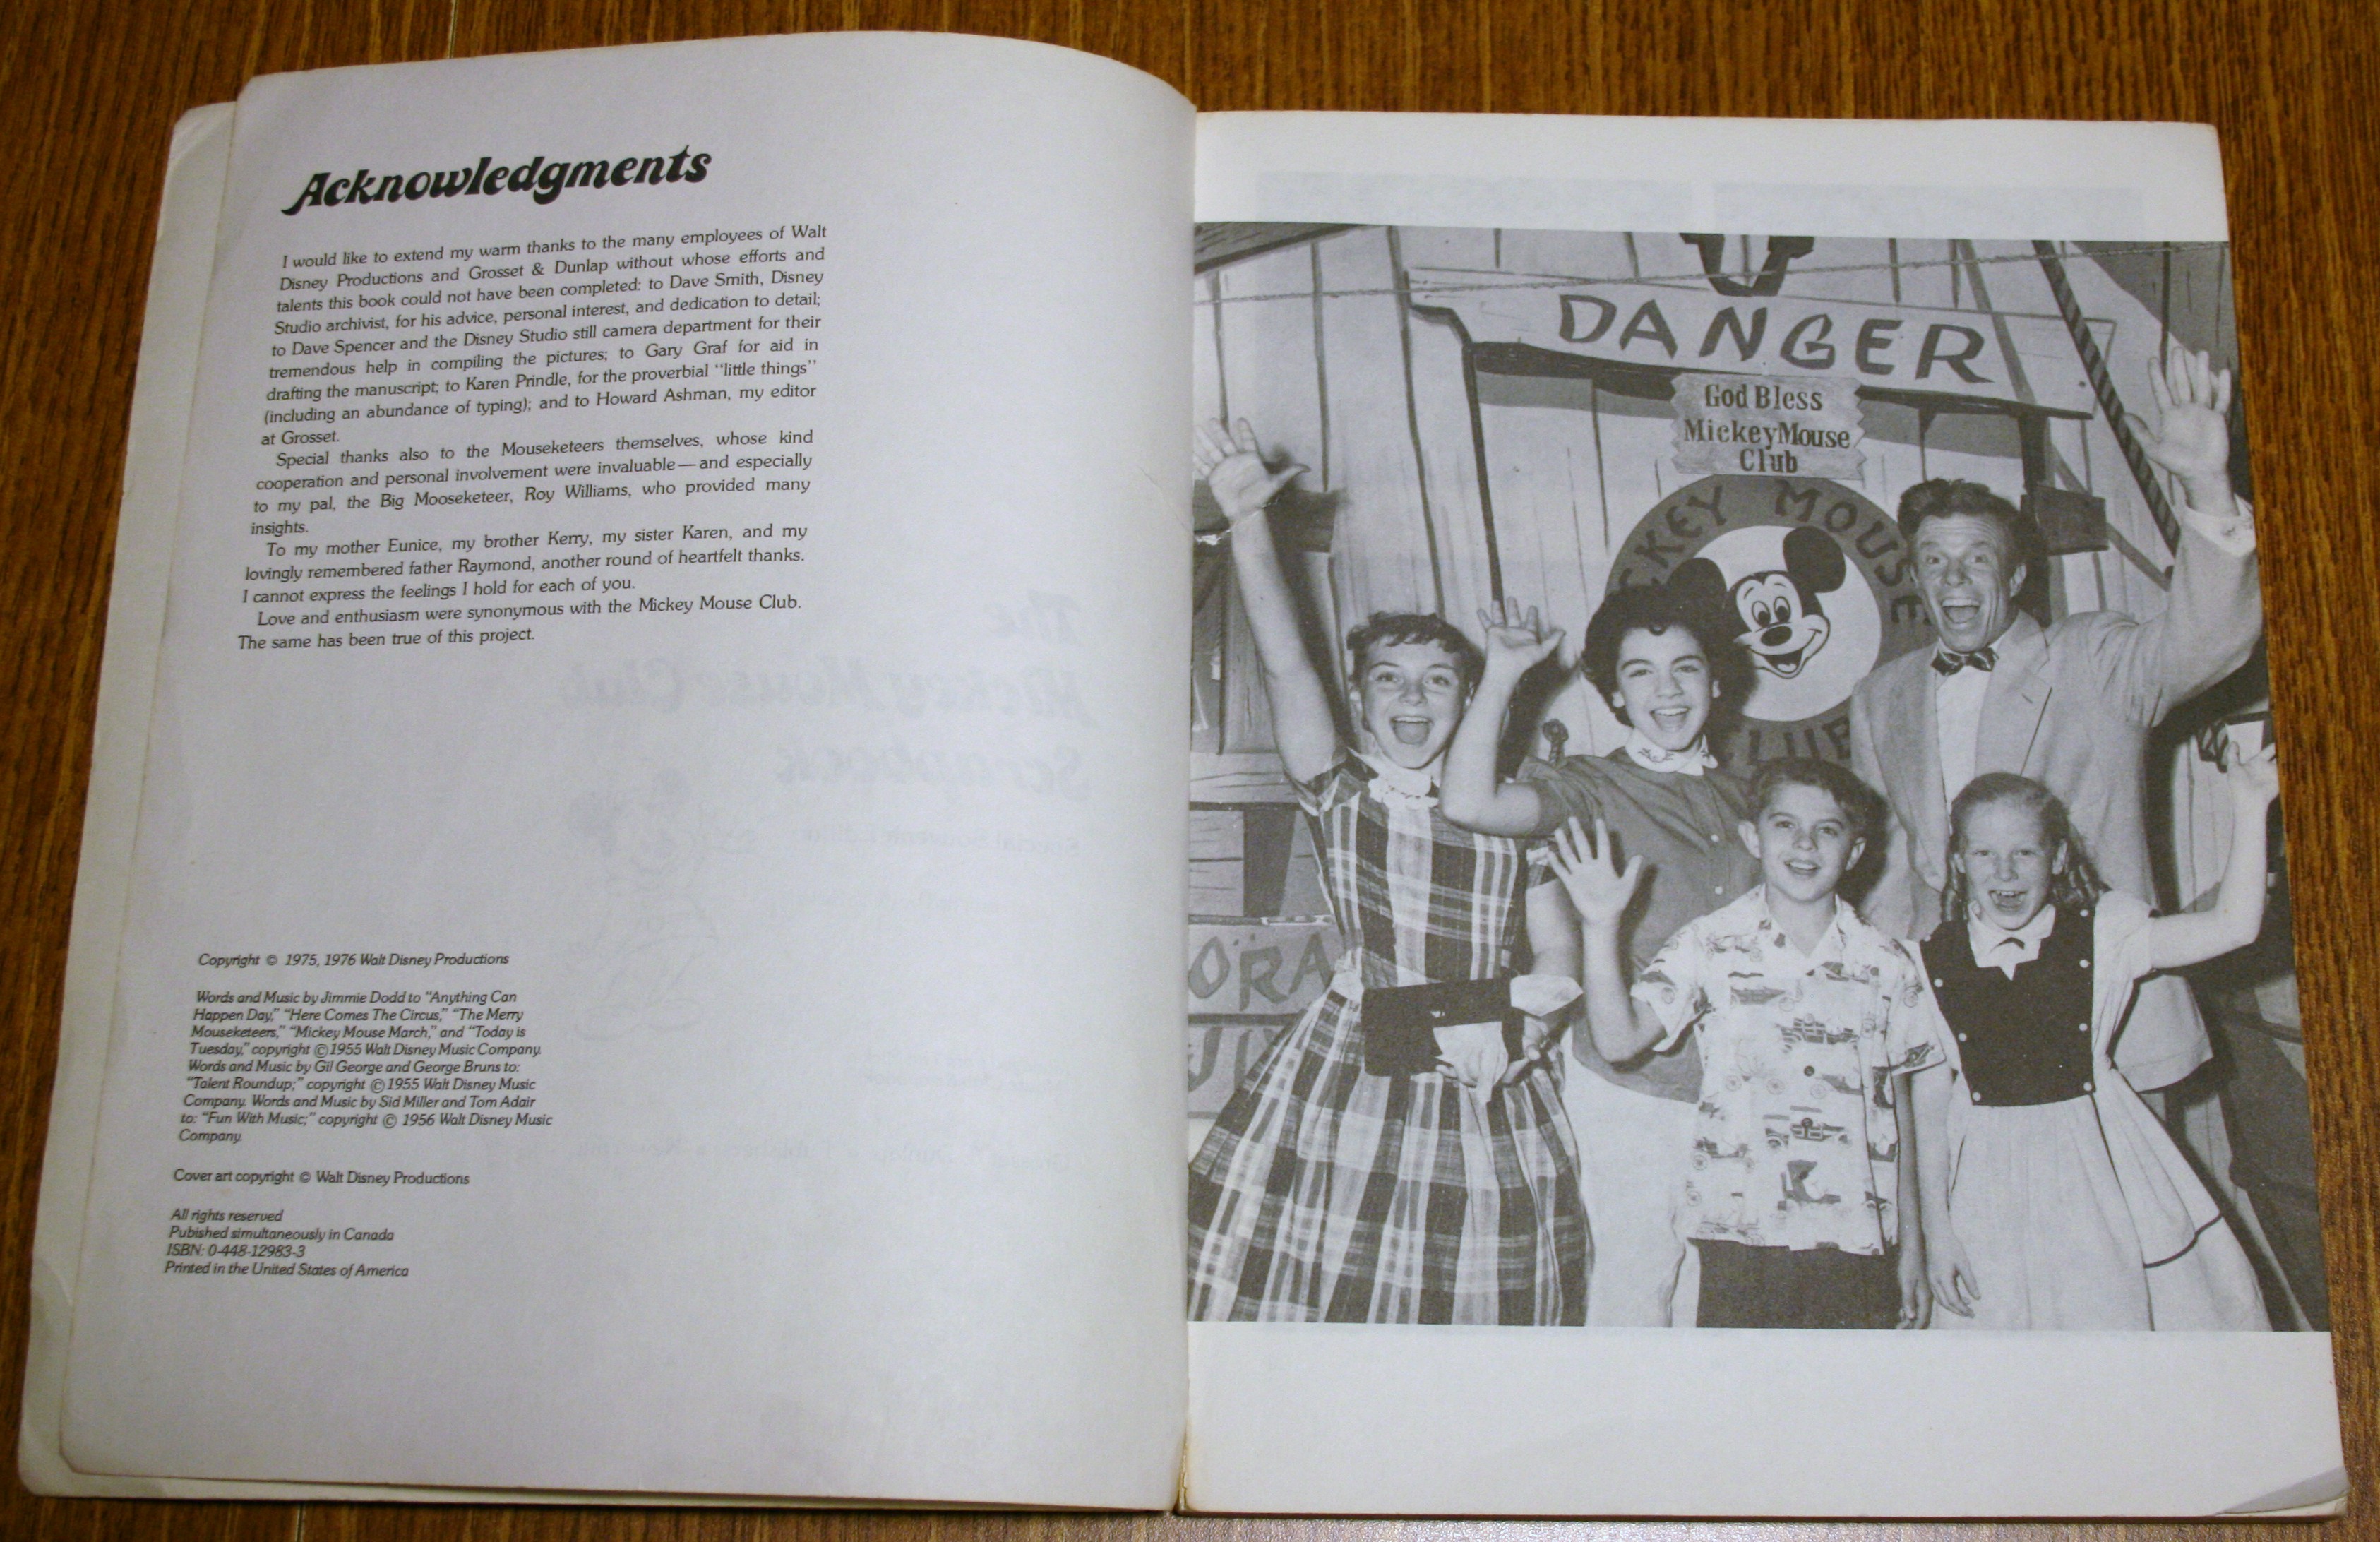 Acknowledgments
I would like to extend my warm thanks to the many employees of Walt
Disney Productions and Grosset & Dunlap without whose efforts and
talents this book could not have been completed: to Dave Smith, Disney
Studio archivist, for his advice, personal interest, and dedication to detail;
to Dave Spencer and the Disney Studio still camera department for their
tremendous help in compiling the pictures; to Gary Graf for aid in
drafting the manuscript; to Karen Prindle, for the proverbial "little things"
(including an abundance of typing); and to Howard Ashman, my editor
at Grosset.
Special thanks also to the Mouseketeers themselves, whose kind
cooperation and personal involvement were invaluable—and especially
to my pal, the Big Mooseketeer, Roy Williams, who provided many
insights.
To my mother Eunice, my brother Kerry, my sister Karen, and my
lovingly remembered father Raymond, another round of heartfelt thanks.
I cannot express the feelings I hold for each of you.
Love and enthusiasm were synonymous with the Mickey Mouse Club.
The same has been true of this project.
Copyright © 1975, 1976 Walt Disney Productions
Words and Music by Jimmie Dodd to "Anything Can
Happen Day," "Here Comes The Circus," "The Merry
Mouseketeers," "Mickey Mouse March," and "Today is
Tuesday," copyright © 1955 Walt Disney Music Company.
Words and Music by Gil George and George Bruns to:
"Talent Roundup;" copyright © 1955 Walt Disney Music
Company. Words and Music by Sid Miller and Tom Adair
to: "Fun With Music;" copyright © 1956 Walt Disney Music
Company.
Cover art copyright © Walt Disney Productions
All rights reserved
Pubished simultaneously in Canada
ISBN: 0-448-12983-3
Printed in the United States of America
DANGER
God Bless
Mickey Mouse
Club
CKEY MOUSE
CLUB
ORA